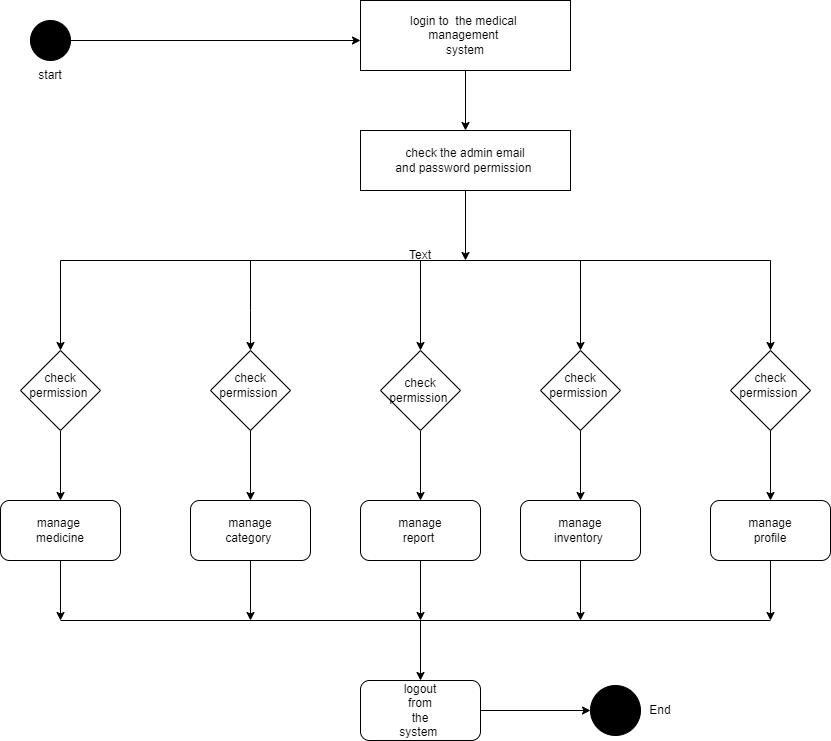 login to the medical
management
system
start
check the admin email
and password permission
Text
check
permission
check
permission
check
permission
check
permission
check
permission
manage
medicine
manage
category
manage
report
manage
inventory
manage
profile
logout
from
the
system
End